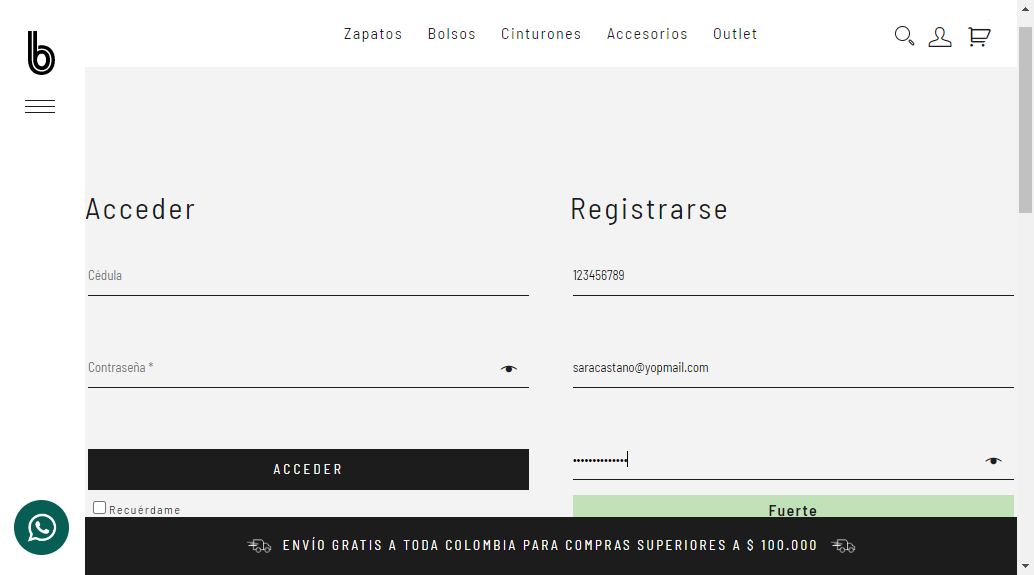 b
Zapatos Bolsos Cinturones Accesorios Outlet
Acceder
Cédula
Contraseña *
ACCEDER
Recuérdame
Registrarse
123456789
saracastano@yopmail.com
••••••••••••••
Fuerte
ENVÍO GRATIS A TODA COLOMBIA PARA COMPRAS SUPERIORES A $ 100.000